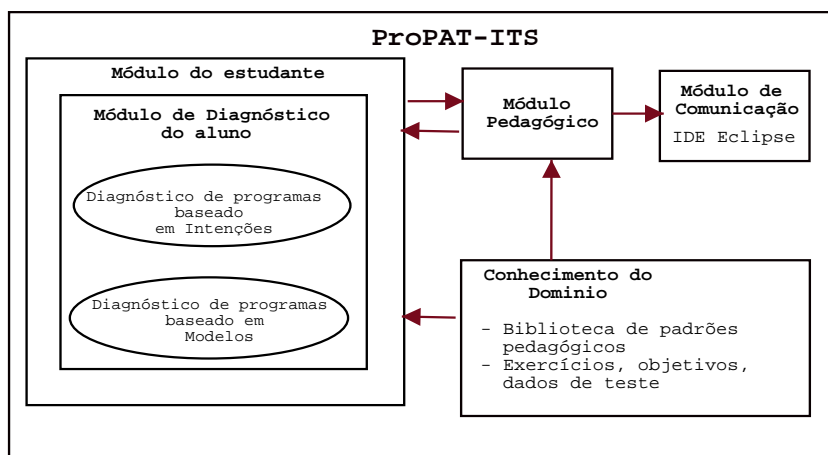 ProPAT-ITS
Módulo do estudante
Módulo de Diagnóstico
do aluno
Diagnóstico de programas
baseado
em Intenções
Diagnóstico de programas
baseado em
Modelos
Módulo
Pedagógico
Módulo de
Comunicação
IDE Eclipse
Conhecimento do
Dominio
- Biblioteca de padrões
pedagógicos
- Exercícios, objetivos,
dados de teste